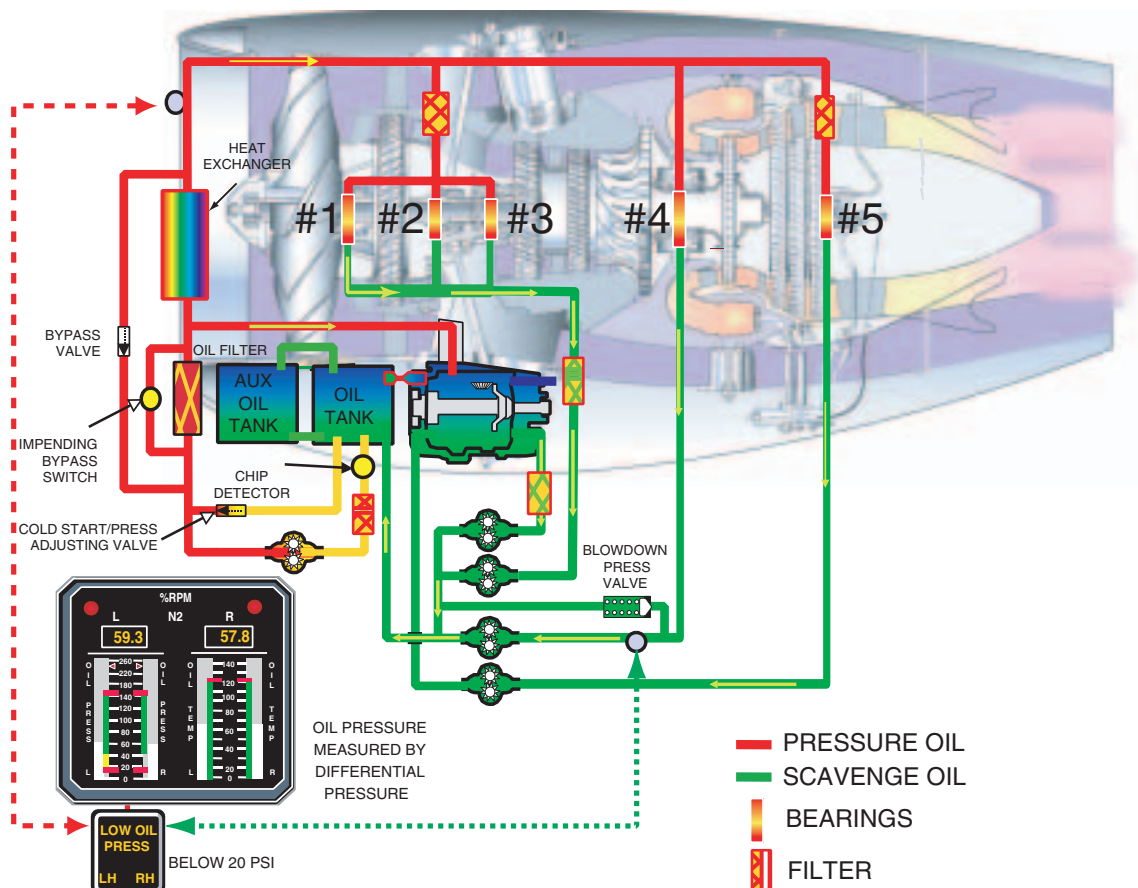 HEAT
EXCHANGER
#1
#2
#3
#4
#5
BYPASS
VALVE
OIL FILTER
AUX
OIL
TANK
OIL
TANK
IMPENDING
BYPASS
SWITCH
CHIP
DETECTOR
COLD START/PRESS
ADJUSTING VALVE
BLOWDOWN
PRESS
VALVE
%RPM
L N2 R
59.3 57.8
OIL PRESS
260
220
180
140
120
100
80
60
40
20
0
OIL PRESS
L R
OIL TEMP
140
120
100
80
40
20
0
OIL TEMP
L R
OIL PRESSURE
MEASURED BY
DIFFERENTIAL
PRESSURE
LOW OIL
PRESS
LH RH
BELOW 20 PSI
PRESSURE OIL
SCAVENGE OIL
BEARINGS
FILTER